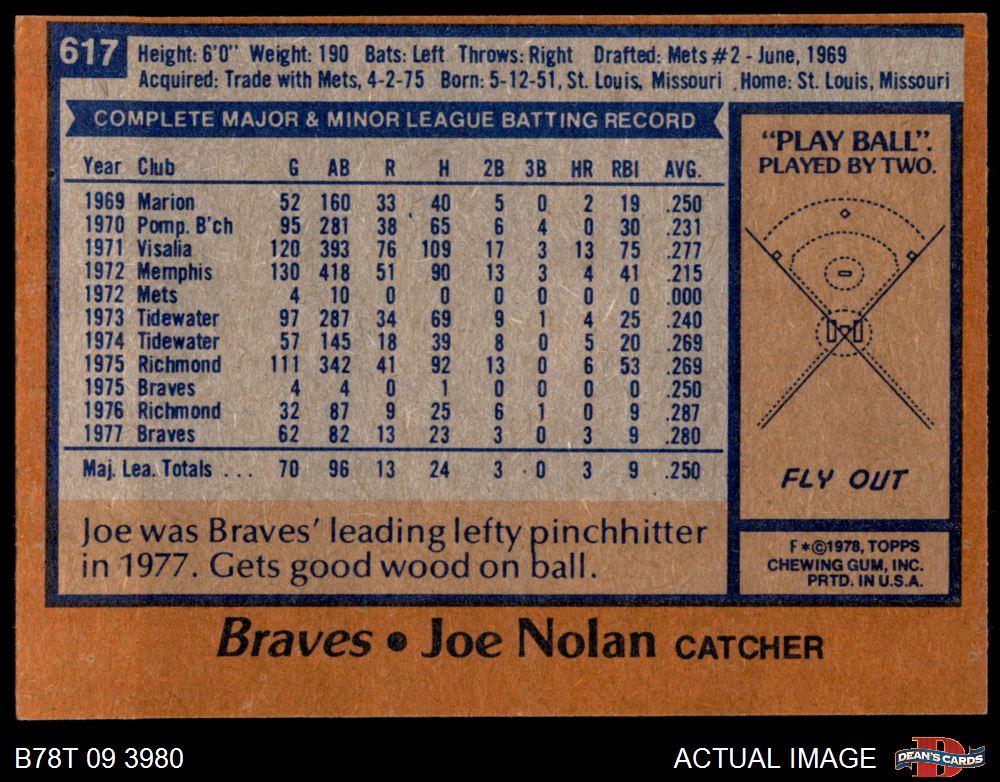 617
Height: 6'0" Weight: 190 Bats: Left Throws: Right Drafted: Mets #2 - June, 1969
Acquired: Trade with Mets, 4-2-75 Born: 5-12-51, St. Louis, Missouri Home: St. Louis, Missouri
COMPLETE MAJOR & MINOR LEAGUE BATTING RECORD
Year Club G AB R H 2B 3B HR RBI AVG.
1969 Marion 52 160 33 40 5 0 2 19 .250
1970 Pomp. B'ch 95 281 38 65 6 4 0 30 .231
1971 Visalia 120 393 76 109 17 3 13 75 .277
1972 Memphis 130 418 51 90 13 3 4 41 .215
1972 Mets 4 10 0 0 0 0 0 0 .000
1973 Tidewater 97 287 34 69 9 1 4 25 .240
1974 Tidewater 57 145 18 39 8 0 5 20 .269
1975 Richmond 111 342 41 92 13 0 6 53 .269
1975 Braves 4 4 0 1 0 0 0 0 .250
1976 Richmond 32 87 9 25 6 1 0 9 .287
1977 Braves 62 82 13 23 3 0 3 9 .280
Maj. Lea. Totals . . . 70 96 13 24 3 0 3 9 .250
Joe was Braves' leading lefty pinchhitter
in 1977. Gets good wood on ball.
"PLAY BALL".
PLAYED BY TWO.
FLY OUT
F*©1978, TOPPS
CHEWING GUM, INC.
PRTD. IN U.S.A.
Braves • Joe Nolan CATCHER
B78T 09 3980
ACTUAL IMAGE
D
DEAN'S CARDS